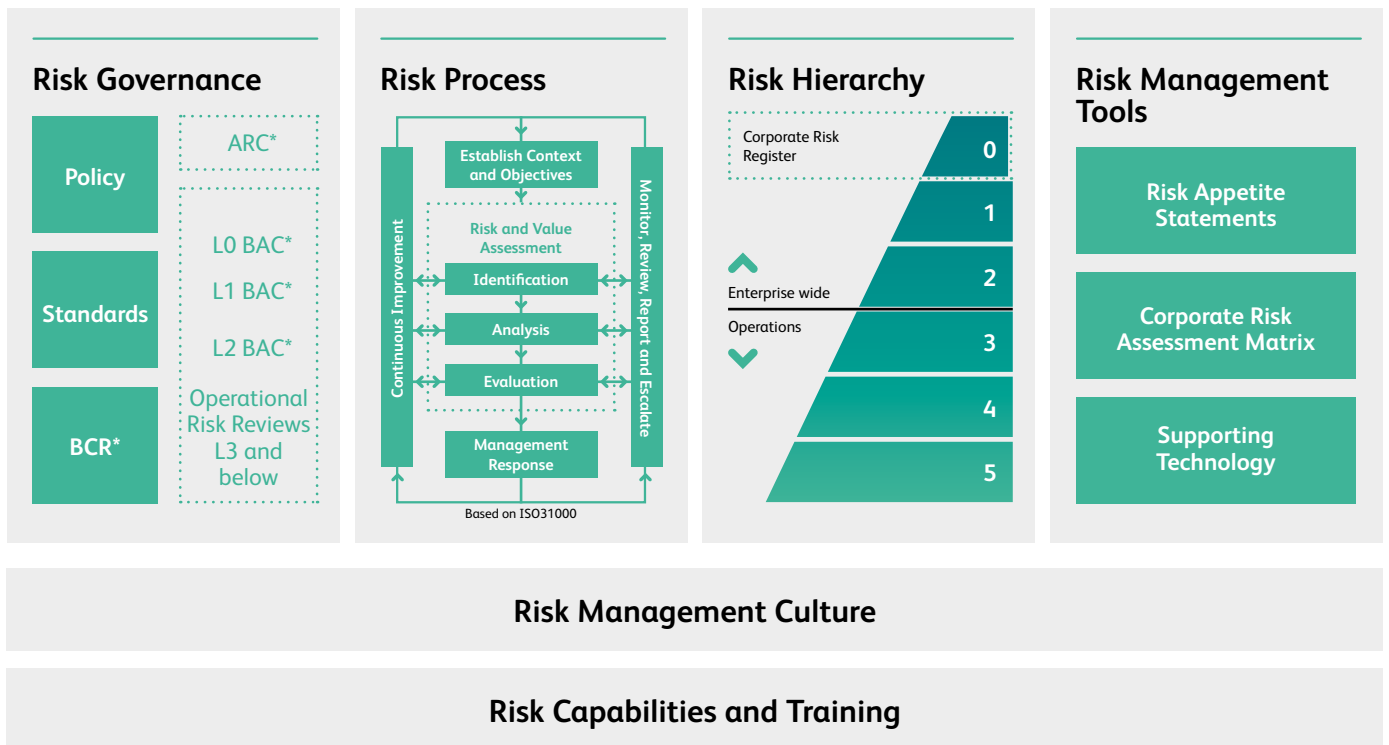 Risk Governance
Policy
Standards
BCR*
ARC*
L0 BAC*
L1 BAC*
L2 BAC*
Operational
Risk Reviews
L3 and
below
Risk Process
Establish Context
and Objectives
Continuous Improvement
Risk and Value
Assessment
Identification
Analysis
Evaluation
Management
Response
Monitor, Review, Report and Escalate
Based on ISO31000
Risk Hierarchy
Corporate Risk
Register
0
1
2
Enterprise wide
Operations
3
4
5
Risk Management
Tools
Risk Appetite
Statements
Corporate Risk
Assessment Matrix
Supporting
Technology
Risk Management Culture
Risk Capabilities and Training